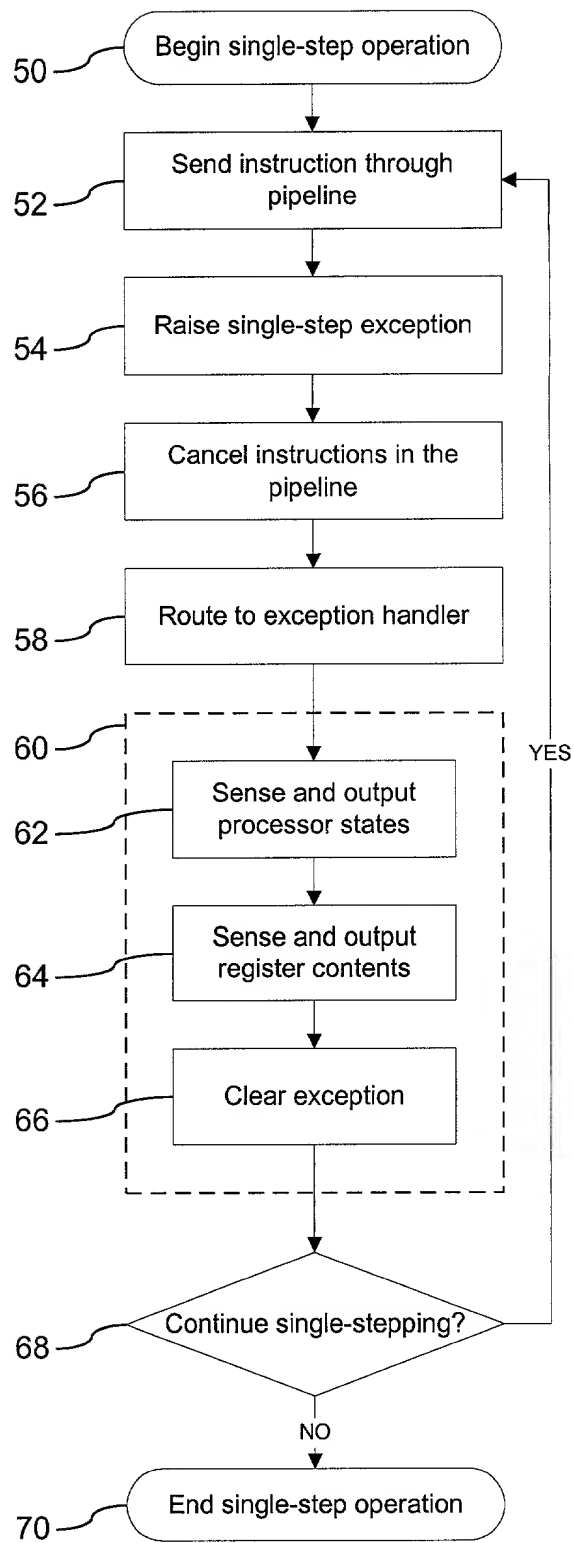 Begin single-step operation
50
Send instruction through
pipeline
52
Raise single-step exception
54
Cancel instructions in the
pipeline
56
Route to exception handler
58
60
YES
Sense and output
processor states
62
Sense and output
register contents
64
Clear exception
66
Continue single-stepping?
68
NO
End single-step operation
70